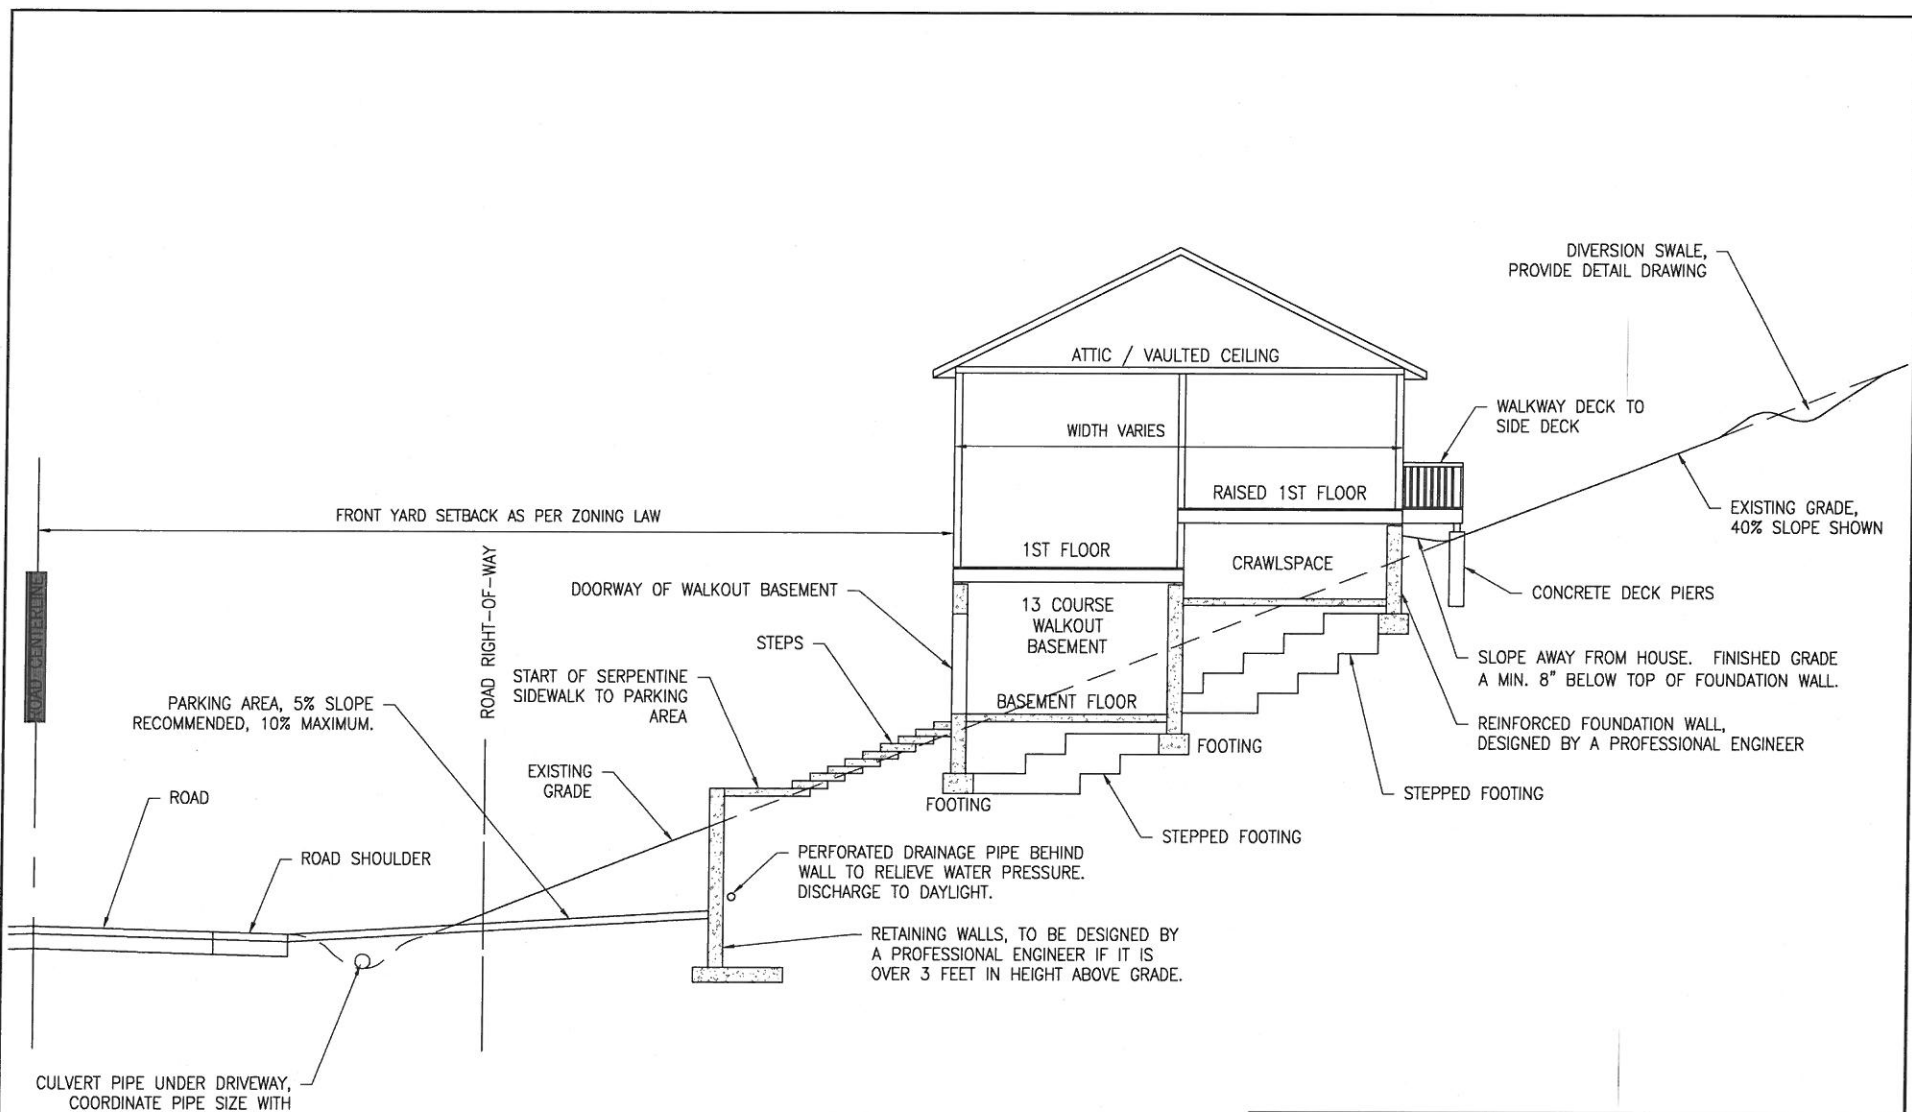 DIVERSION SWALE,
PROVIDE DETAIL DRAWING
ATTIC / VAULTED CEILING
WALKWAY DECK TO
SIDE DECK
WIDTH VARIES
RAISED 1ST FLOOR
EXISTING GRADE,
40% SLOPE SHOWN
FRONT YARD SETBACK AS PER ZONING LAW
1ST FLOOR
CRAWLSPACE
DOORWAY OF WALKOUT BASEMENT
CONCRETE DECK PIERS
13 COURSE
WALKOUT
BASEMENT
STEPS
ROAD CENTERLINE
ROAD RIGHT-OF-WAY
START OF SERPENTINE
SIDEWALK TO PARKING
AREA
SLOPE AWAY FROM HOUSE. FINISHED GRADE
A MIN. 8" BELOW TOP OF FOUNDATION WALL.
PARKING AREA, 5% SLOPE
RECOMMENDED, 10% MAXIMUM.
BASEMENT FLOOR
REINFORCED FOUNDATION WALL,
DESIGNED BY A PROFESSIONAL ENGINEER
FOOTING
EXISTING
GRADE
ROAD
FOOTING
STEPPED FOOTING
STEPPED FOOTING
ROAD SHOULDER
PERFORATED DRAINAGE PIPE BEHIND
WALL TO RELIEVE WATER PRESSURE.
DISCHARGE TO DAYLIGHT.
RETAINING WALLS, TO BE DESIGNED BY
A PROFESSIONAL ENGINEER IF IT IS
OVER 3 FEET IN HEIGHT ABOVE GRADE.
CULVERT PIPE UNDER DRIVEWAY,
COORDINATE PIPE SIZE WITH